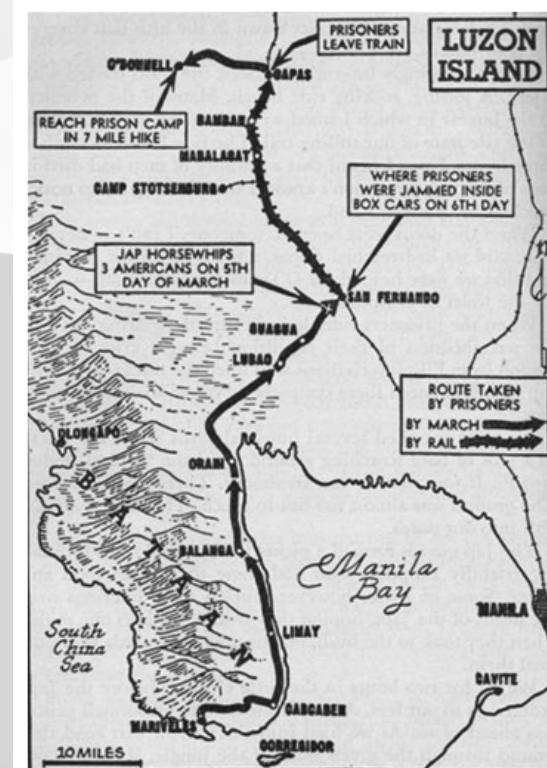 LUZON
ISLAND
PRISONERS
LEAVE TRAIN
O'DONNELL
CAPAS
REACH PRISON CAMP
IN 7 MILE HIKE
BAMBAM
MABALABAT
CAMP STOTSENBURG
WHERE PRISONERS
WERE JAMMED INSIDE
BOX CARS ON 6TH DAY
JAP HORSEWHIPS
3 AMERICANS ON 5TH
DAY OF MARCH
SAN FERNANDO
GUAGUA
LUBAO
ROUTE TAKEN
BY PRISONERS
BY MARCH
BY RAIL
OLONGAPO
ORANI
BATAAN
BALANGA
Manila
Bay
MANILA
LIMAY
South
China
Sea
CAVITE
CABCABEN
MARIVELES
CORREGIDOR
10 MILES